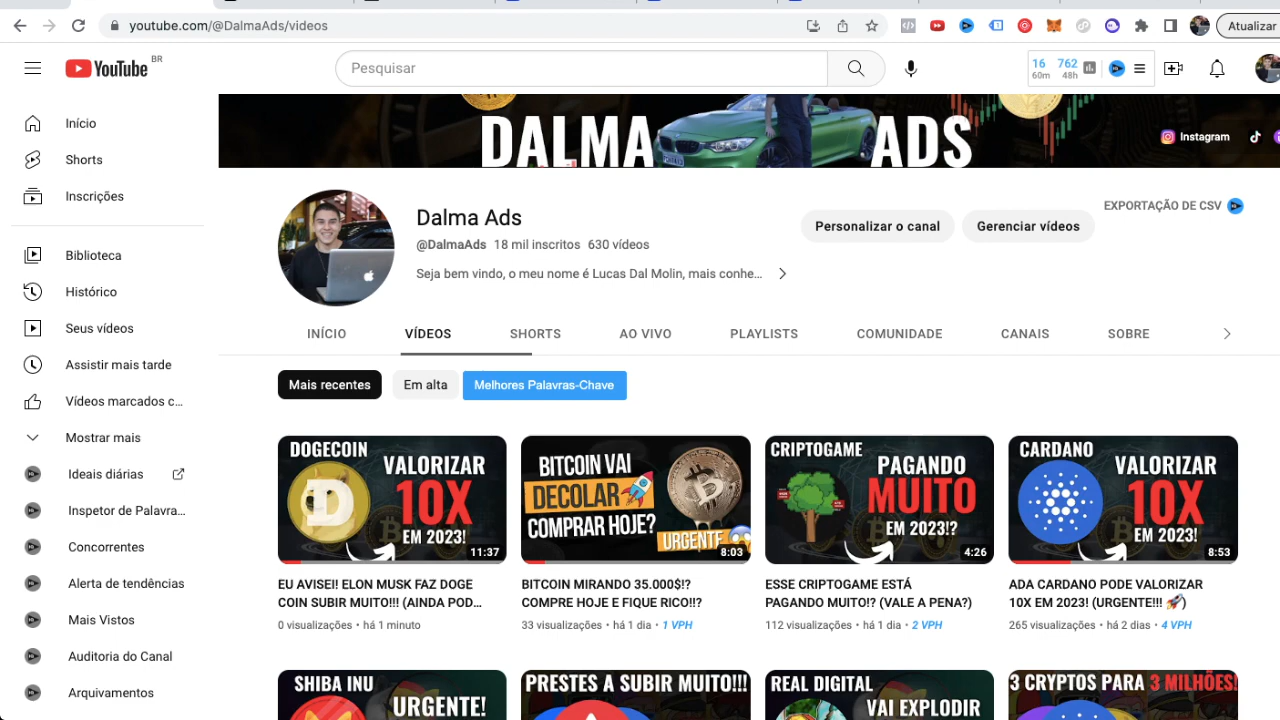 youtube.com/@DalmaAds/videos
Atualizar
YouTube BR
Pesquisar
16 762
60m 48h
Início
Shorts
Inscrições
Biblioteca
Histórico
Seus vídeos
Assistir mais tarde
Vídeos marcados c...
Mostrar mais
Ideais diárias
Inspetor de Palavra...
Concorrentes
Alerta de tendências
Mais Vistos
Auditoria do Canal
Arquivamentos
DALMA ADS
Instagram
Dalma Ads
@DalmaAds 18 mil inscritos 630 vídeos
Seja bem vindo, o meu nome é Lucas Dal Molin, mais conhe...
Personalizar o canal
Gerenciar vídeos
EXPORTAÇÃO DE CSV
INÍCIO VÍDEOS SHORTS AO VIVO PLAYLISTS COMUNIDADE CANAIS SOBRE
Mais recentes
Em alta
Melhores Palavras-Chave
DOGECOIN
VALORIZAR
10X
EM 2023!
11:37
EU AVISEI! ELON MUSK FAZ DOGE
COIN SUBIR MUITO!!! (AINDA POD...
0 visualizações • há 1 minuto
BITCOIN VAI
DECOLAR
COMPRAR HOJE?
URGENTE
8:03
BITCOIN MIRANDO 35.000$!?
COMPRE HOJE E FIQUE RICO!!?
33 visualizações • há 1 dia • 1 VPH
CRIPTOGAME
PAGANDO
MUITO
EM 2023!?
4:26
ESSE CRIPTOGAME ESTÁ
PAGANDO MUITO!? (VALE A PENA?)
112 visualizações • há 1 dia • 2 VPH
CARDANO
VALORIZAR
10X
EM 2023!
8:53
ADA CARDANO PODE VALORIZAR
10X EM 2023! (URGENTE!!! 🚀)
265 visualizações • há 2 dias • 4 VPH
SHIBA INU
URGENTE!
PRESTES A SUBIR MUITO!!!
REAL DIGITAL
VAI EXPLODIR
3 CRYPTOS PARA 3 MILHÕES!